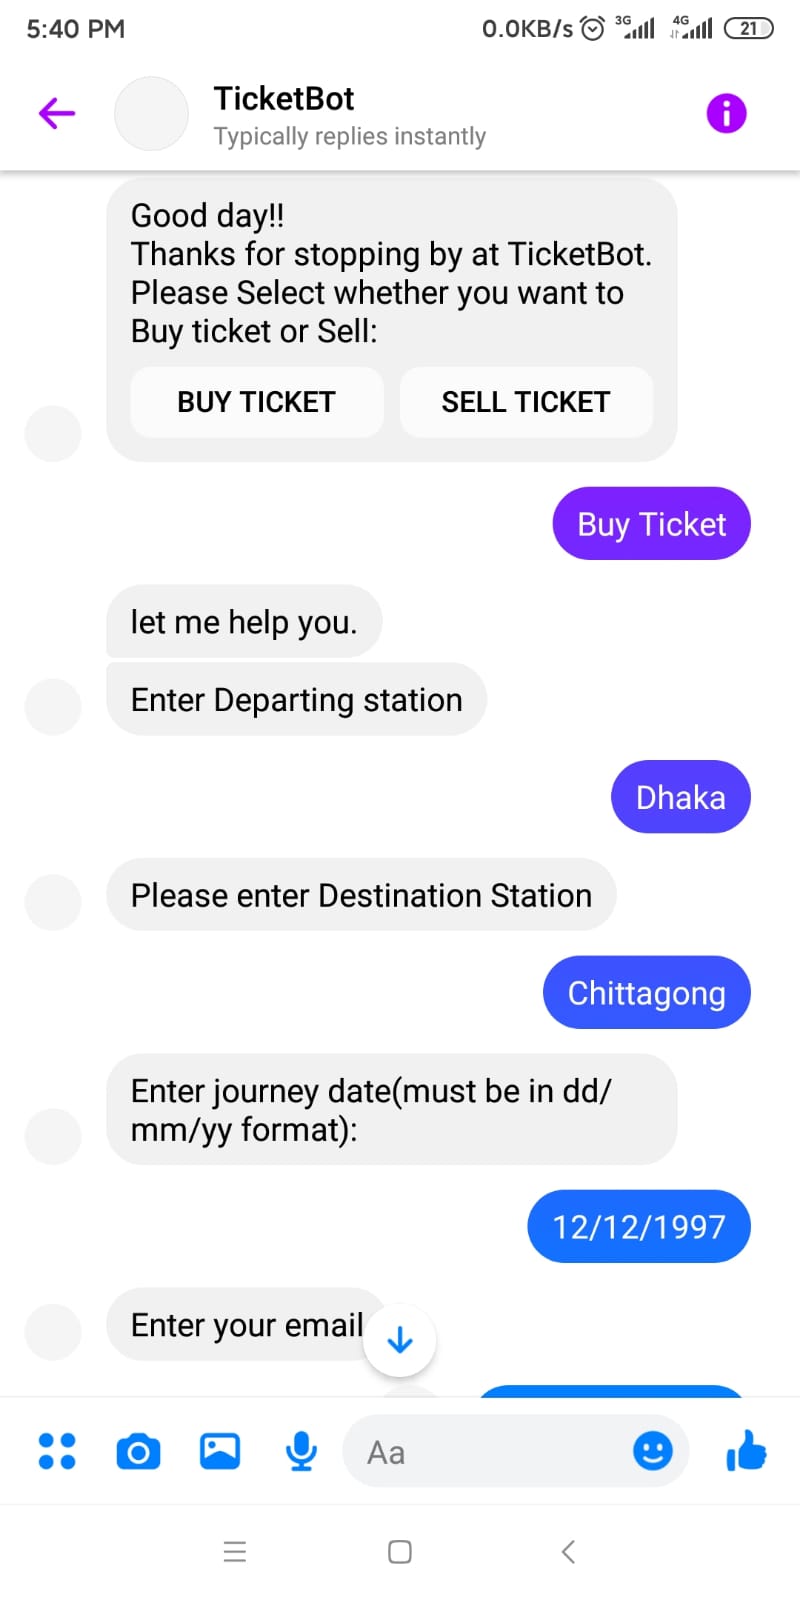 5:40 PM 0.0KB/s 3G 4G 21
TicketBot
Typically replies instantly
Good day!!
Thanks for stopping by at TicketBot.
Please Select whether you want to
Buy ticket or Sell:
BUY TICKET SELL TICKET
Buy Ticket
let me help you.
Enter Departing station
Dhaka
Please enter Destination Station
Chittagong
Enter journey date(must be in dd/
mm/yy format):
12/12/1997
Enter your email
Aa